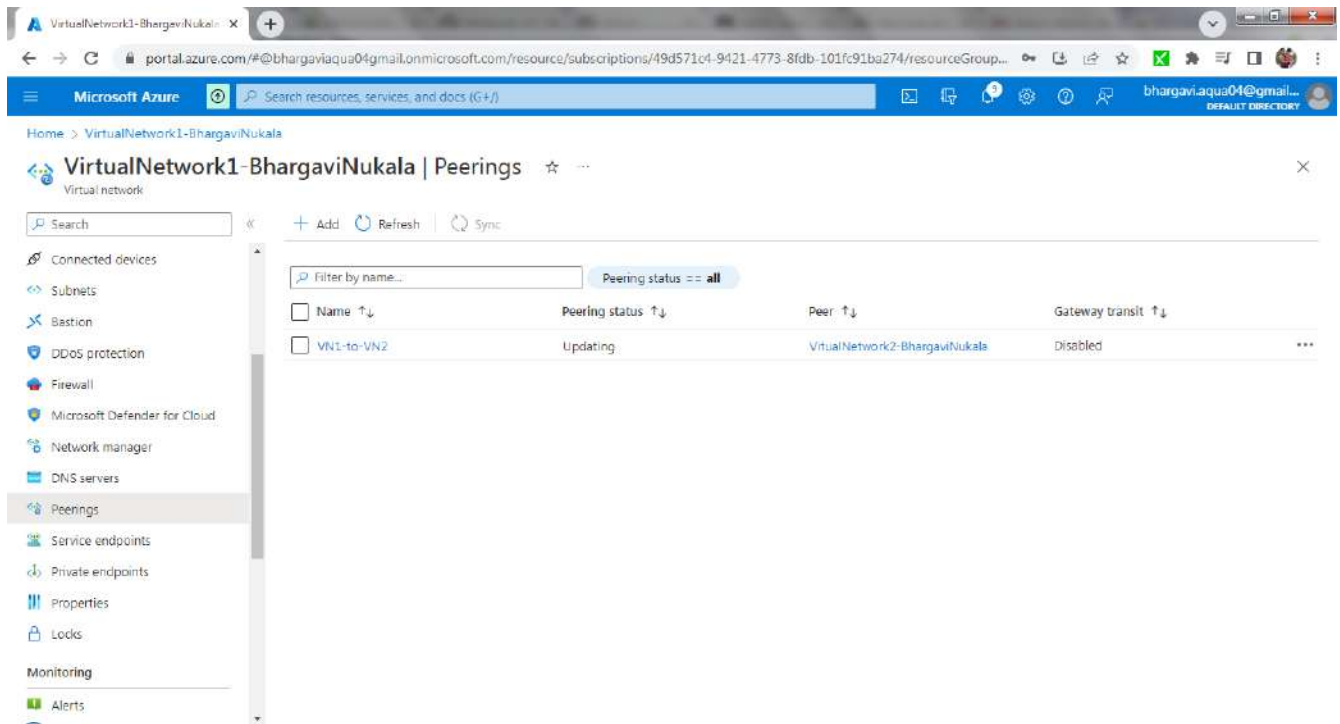 VirtualNetwork1-BhargaviNukala
portal.azure.com/#@bhargaviaqua04gmail.onmicrosoft.com/resource/subscriptions/49d571c4-9421-4773-8fdb-101fc91ba274/resourceGroup...
Microsoft Azure Search resources, services, and docs (G+/) 9 bhargavi.aqua04@gmail...
DEFAULT DIRECTORY
Home > VirtualNetwork1-BhargaviNukala
VirtualNetwork1-BhargaviNukala | Peerings ☆ ...
Virtual network
Search « + Add Refresh Sync
Connected devices
Filter by name... Peering status == all
Subnets
Name ↑↓ Peering status ↑↓ Peer ↑↓ Gateway transit ↑↓
Bastion
VN1-to-VN2 Updating VitualNetwork2-BhargaviNukala Disabled ...
DDoS protection
Firewall
Microsoft Defender for Cloud
Network manager
DNS servers
Peerings
Service endpoints
Private endpoints
Properties
Locks
Monitoring
Alerts